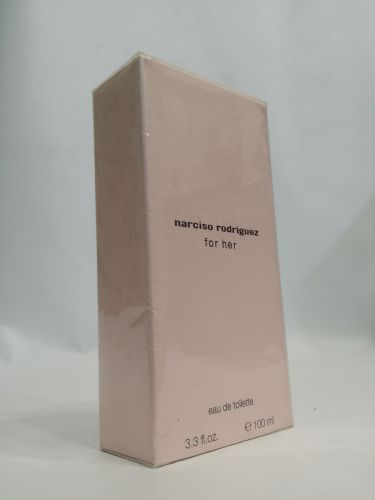 narciso rodriguez
for her
eau de toilette
3.3 fl.oz. ℮ 100 ml